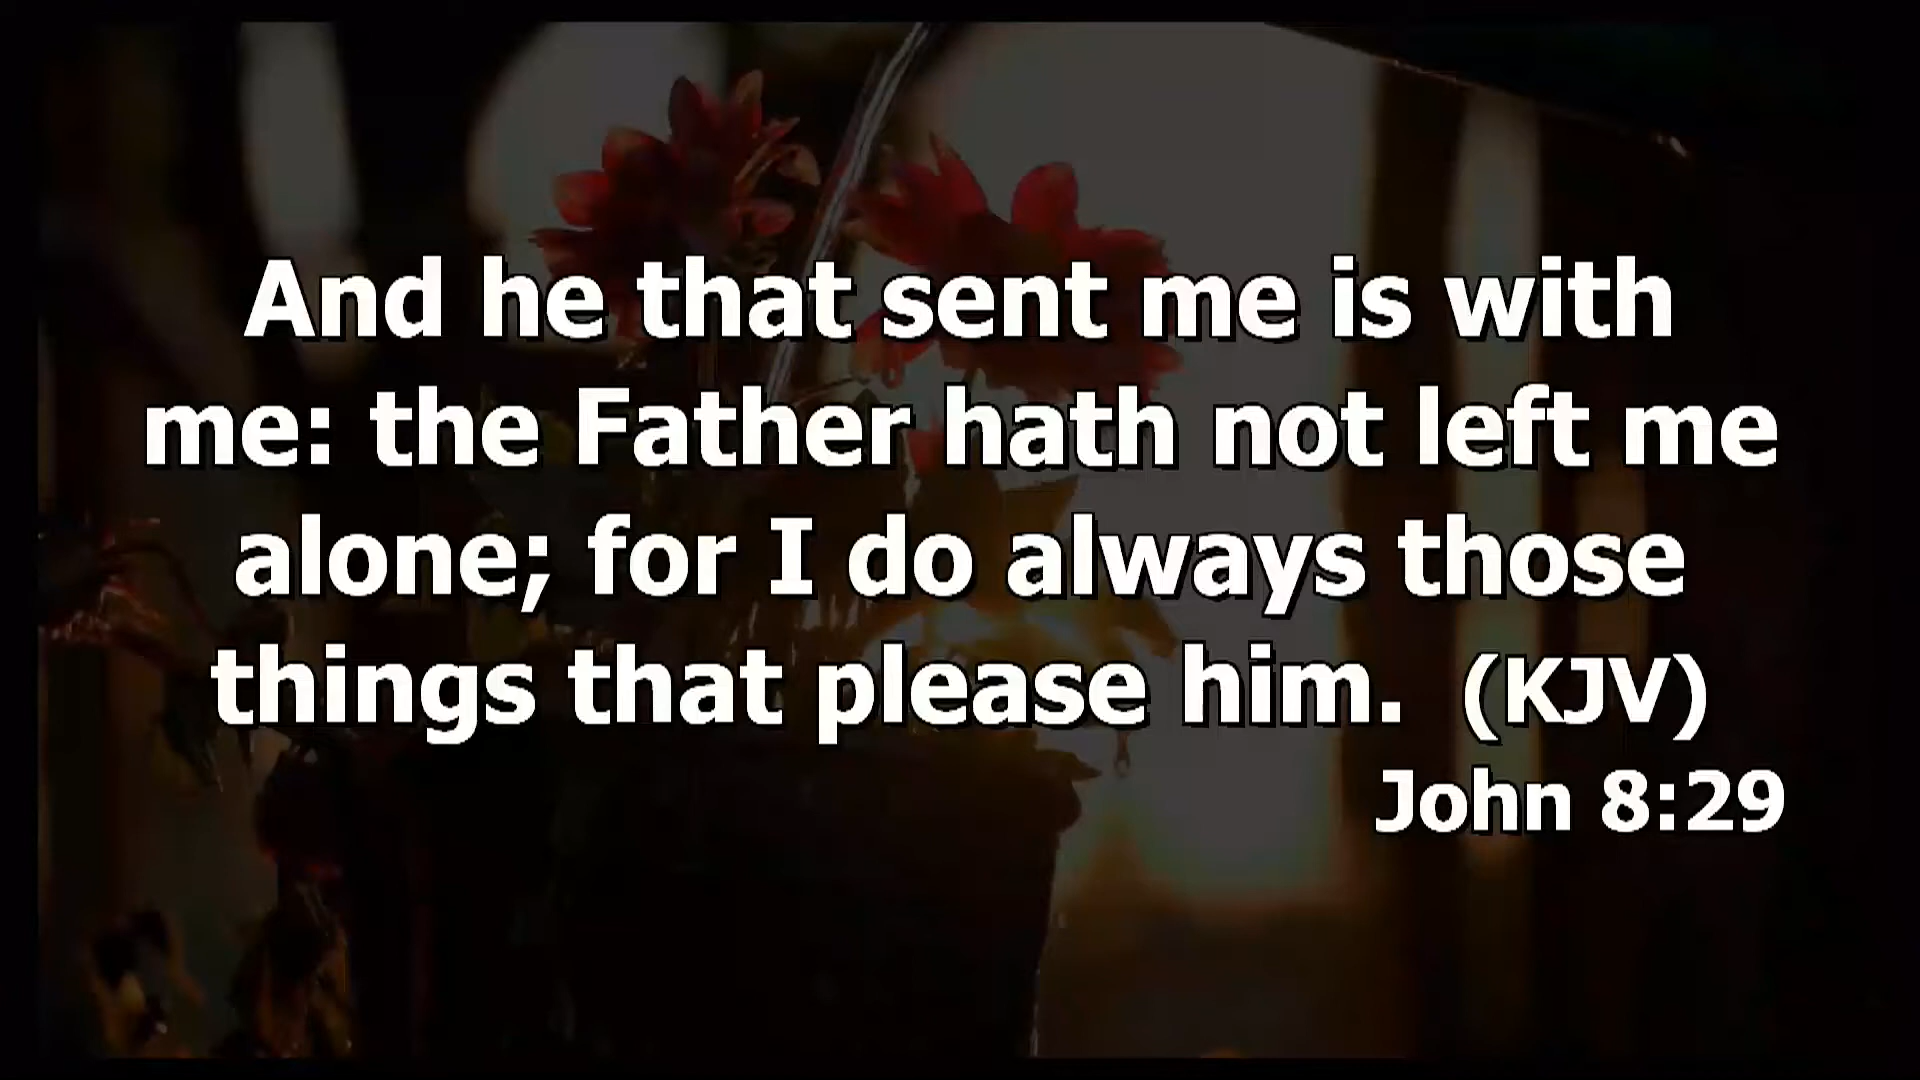 And he that sent me is with
me: the Father hath not left me
alone; for I do always those
things that please him.  (KJV)
John 8:29